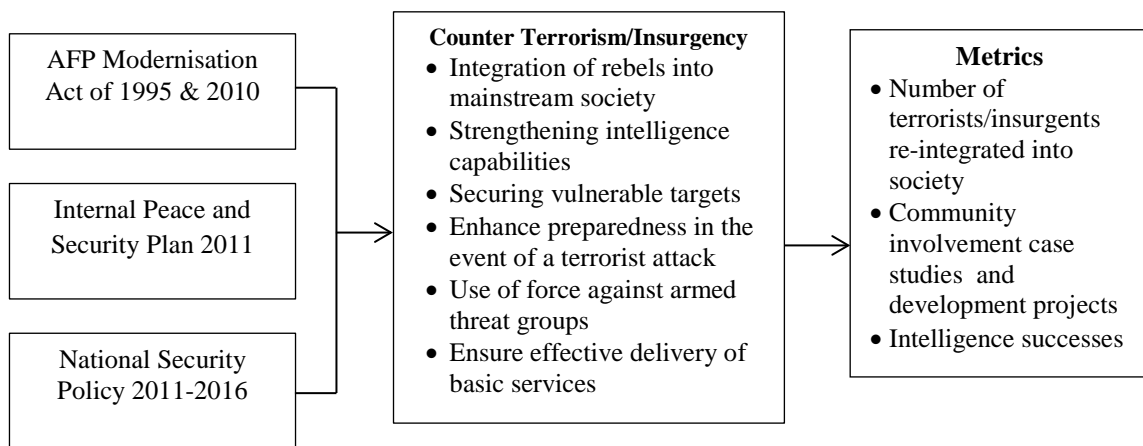 AFP Modernisation
Act of 1995 & 2010
Internal Peace and
Security Plan 2011
National Security
Policy 2011-2016
Counter Terrorism/Insurgency
• Integration of rebels into
mainstream society
• Strengthening intelligence
capabilities
• Securing vulnerable targets
• Enhance preparedness in the
event of a terrorist attack
• Use of force against armed
threat groups
• Ensure effective delivery of
basic services
Metrics
• Number of
terrorists/insurgents
re-integrated into
society
• Community
involvement case
studies and
development projects
• Intelligence successes